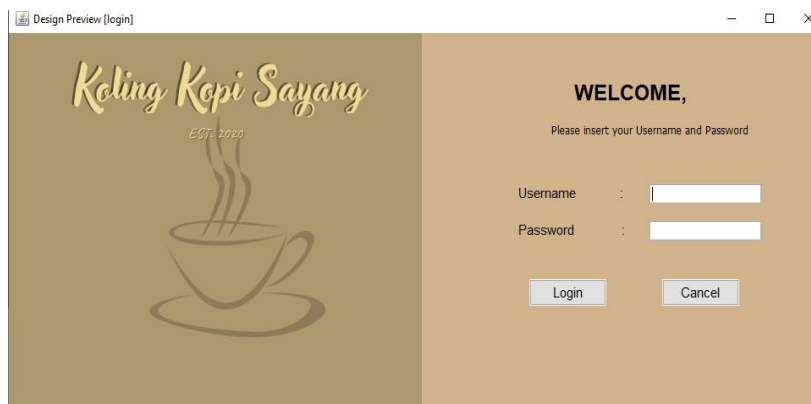 Design Preview [login]
Koling Kopi Sayang
EST. 2020
WELCOME,
Please insert your Username and Password
Username :
Password :
Login Cancel